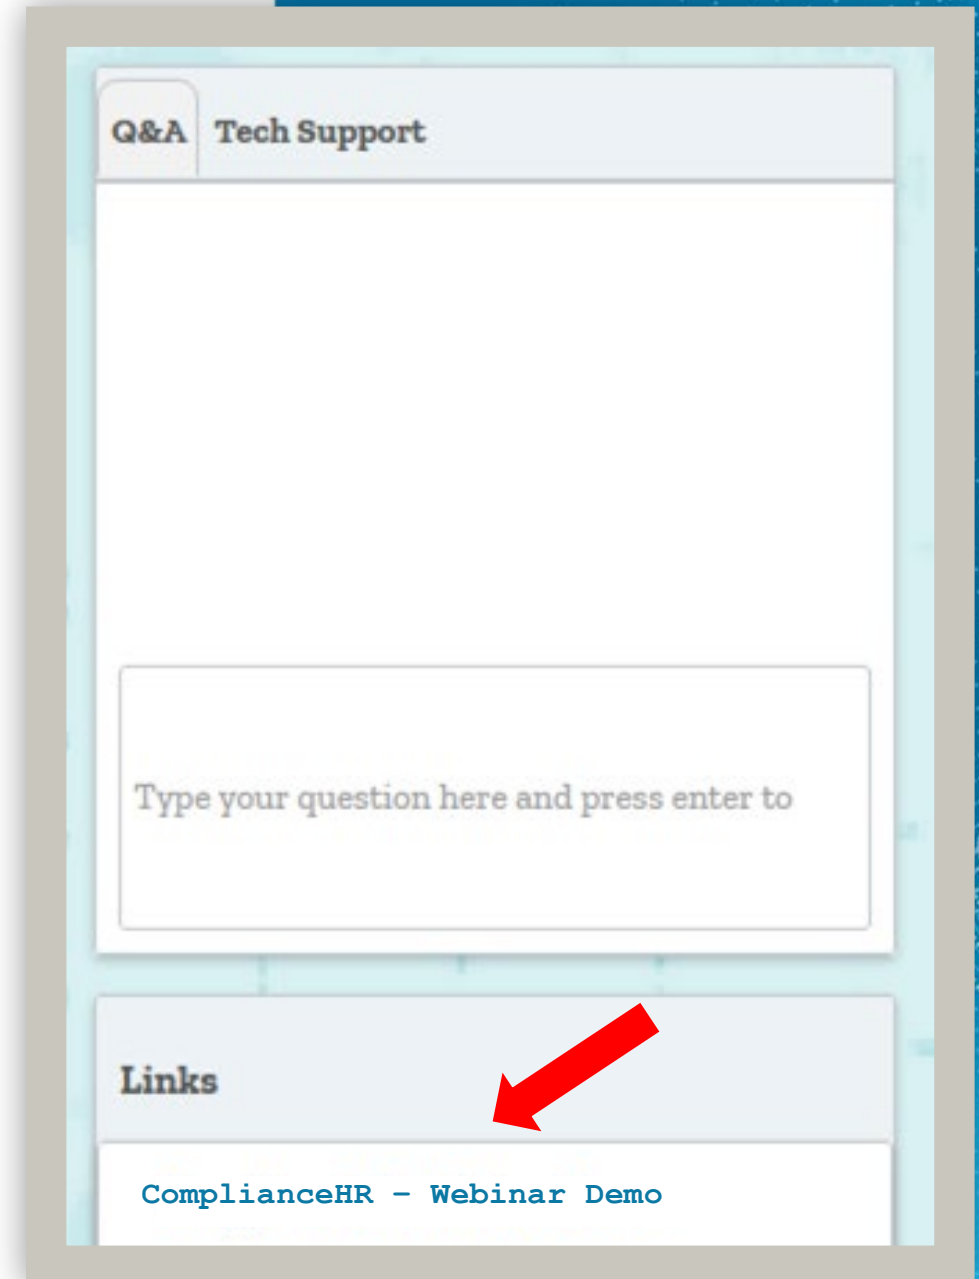 Q&A Tech Support
Type your question here and press enter to
Links
ComplianceHR – Webinar Demo